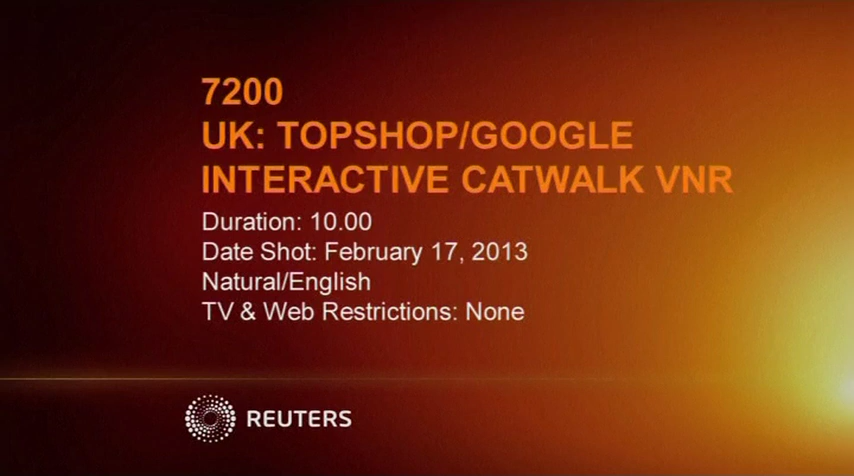 7200
UK: TOPSHOP/GOOGLE
INTERACTIVE CATWALK VNR
Duration: 10.00
Date Shot: February 17, 2013
Natural/English
TV & Web Restrictions: None
REUTERS